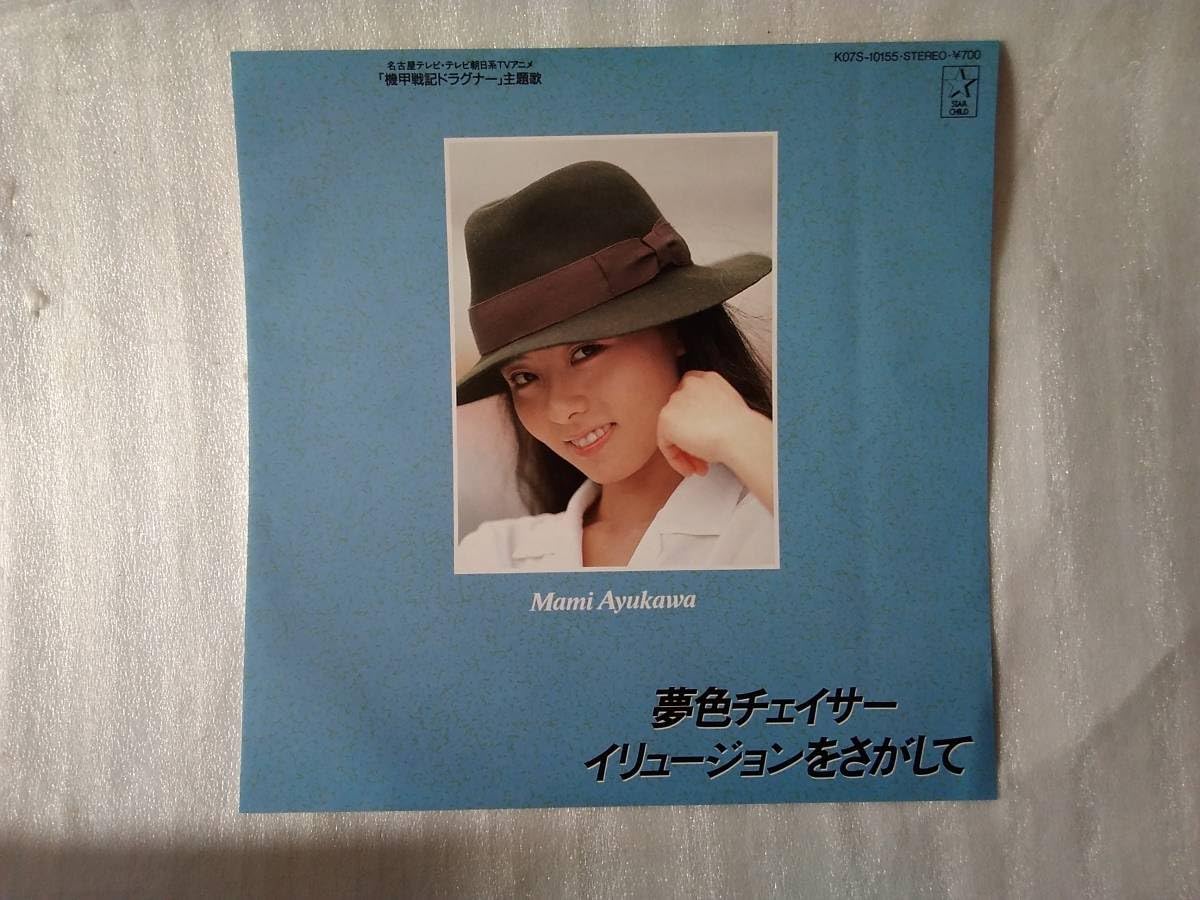 名古屋テレビ・テレビ朝日系TVアニメ
「機甲戦記ドラグナー」主題歌
K07S-10155・STEREO・¥700
STAR
CHILD
Mami Ayukawa
夢色チェイサー
イリュージョンをさがして